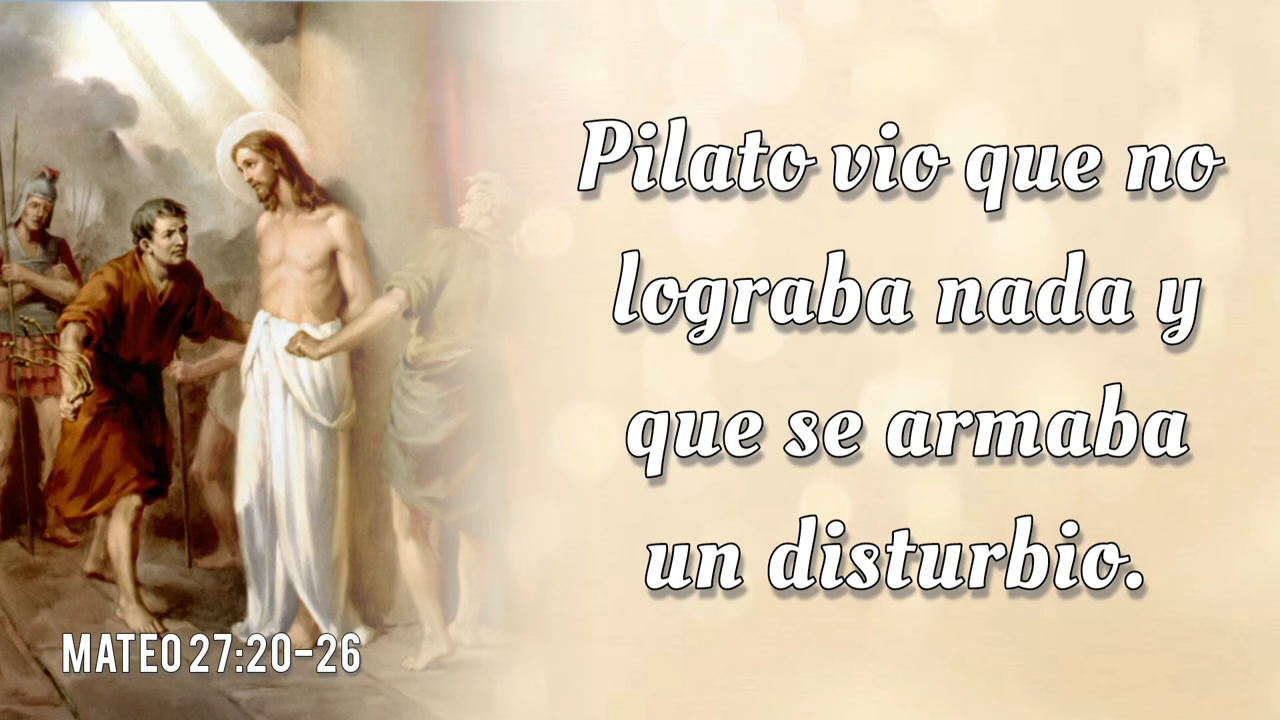 Pilato vio que no
lograba nada y
que se armaba
un disturbio.
MATEO 27:20-26